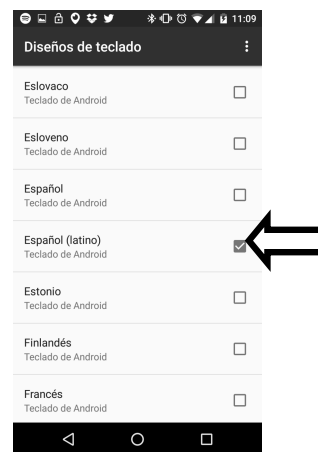 11:09
Diseños de teclado
Eslovaco
Teclado de Android
Esloveno
Teclado de Android
Español
Teclado de Android
Español (latino)
Teclado de Android
Estonio
Teclado de Android
Finlandés
Teclado de Android
Francés
Teclado de Android